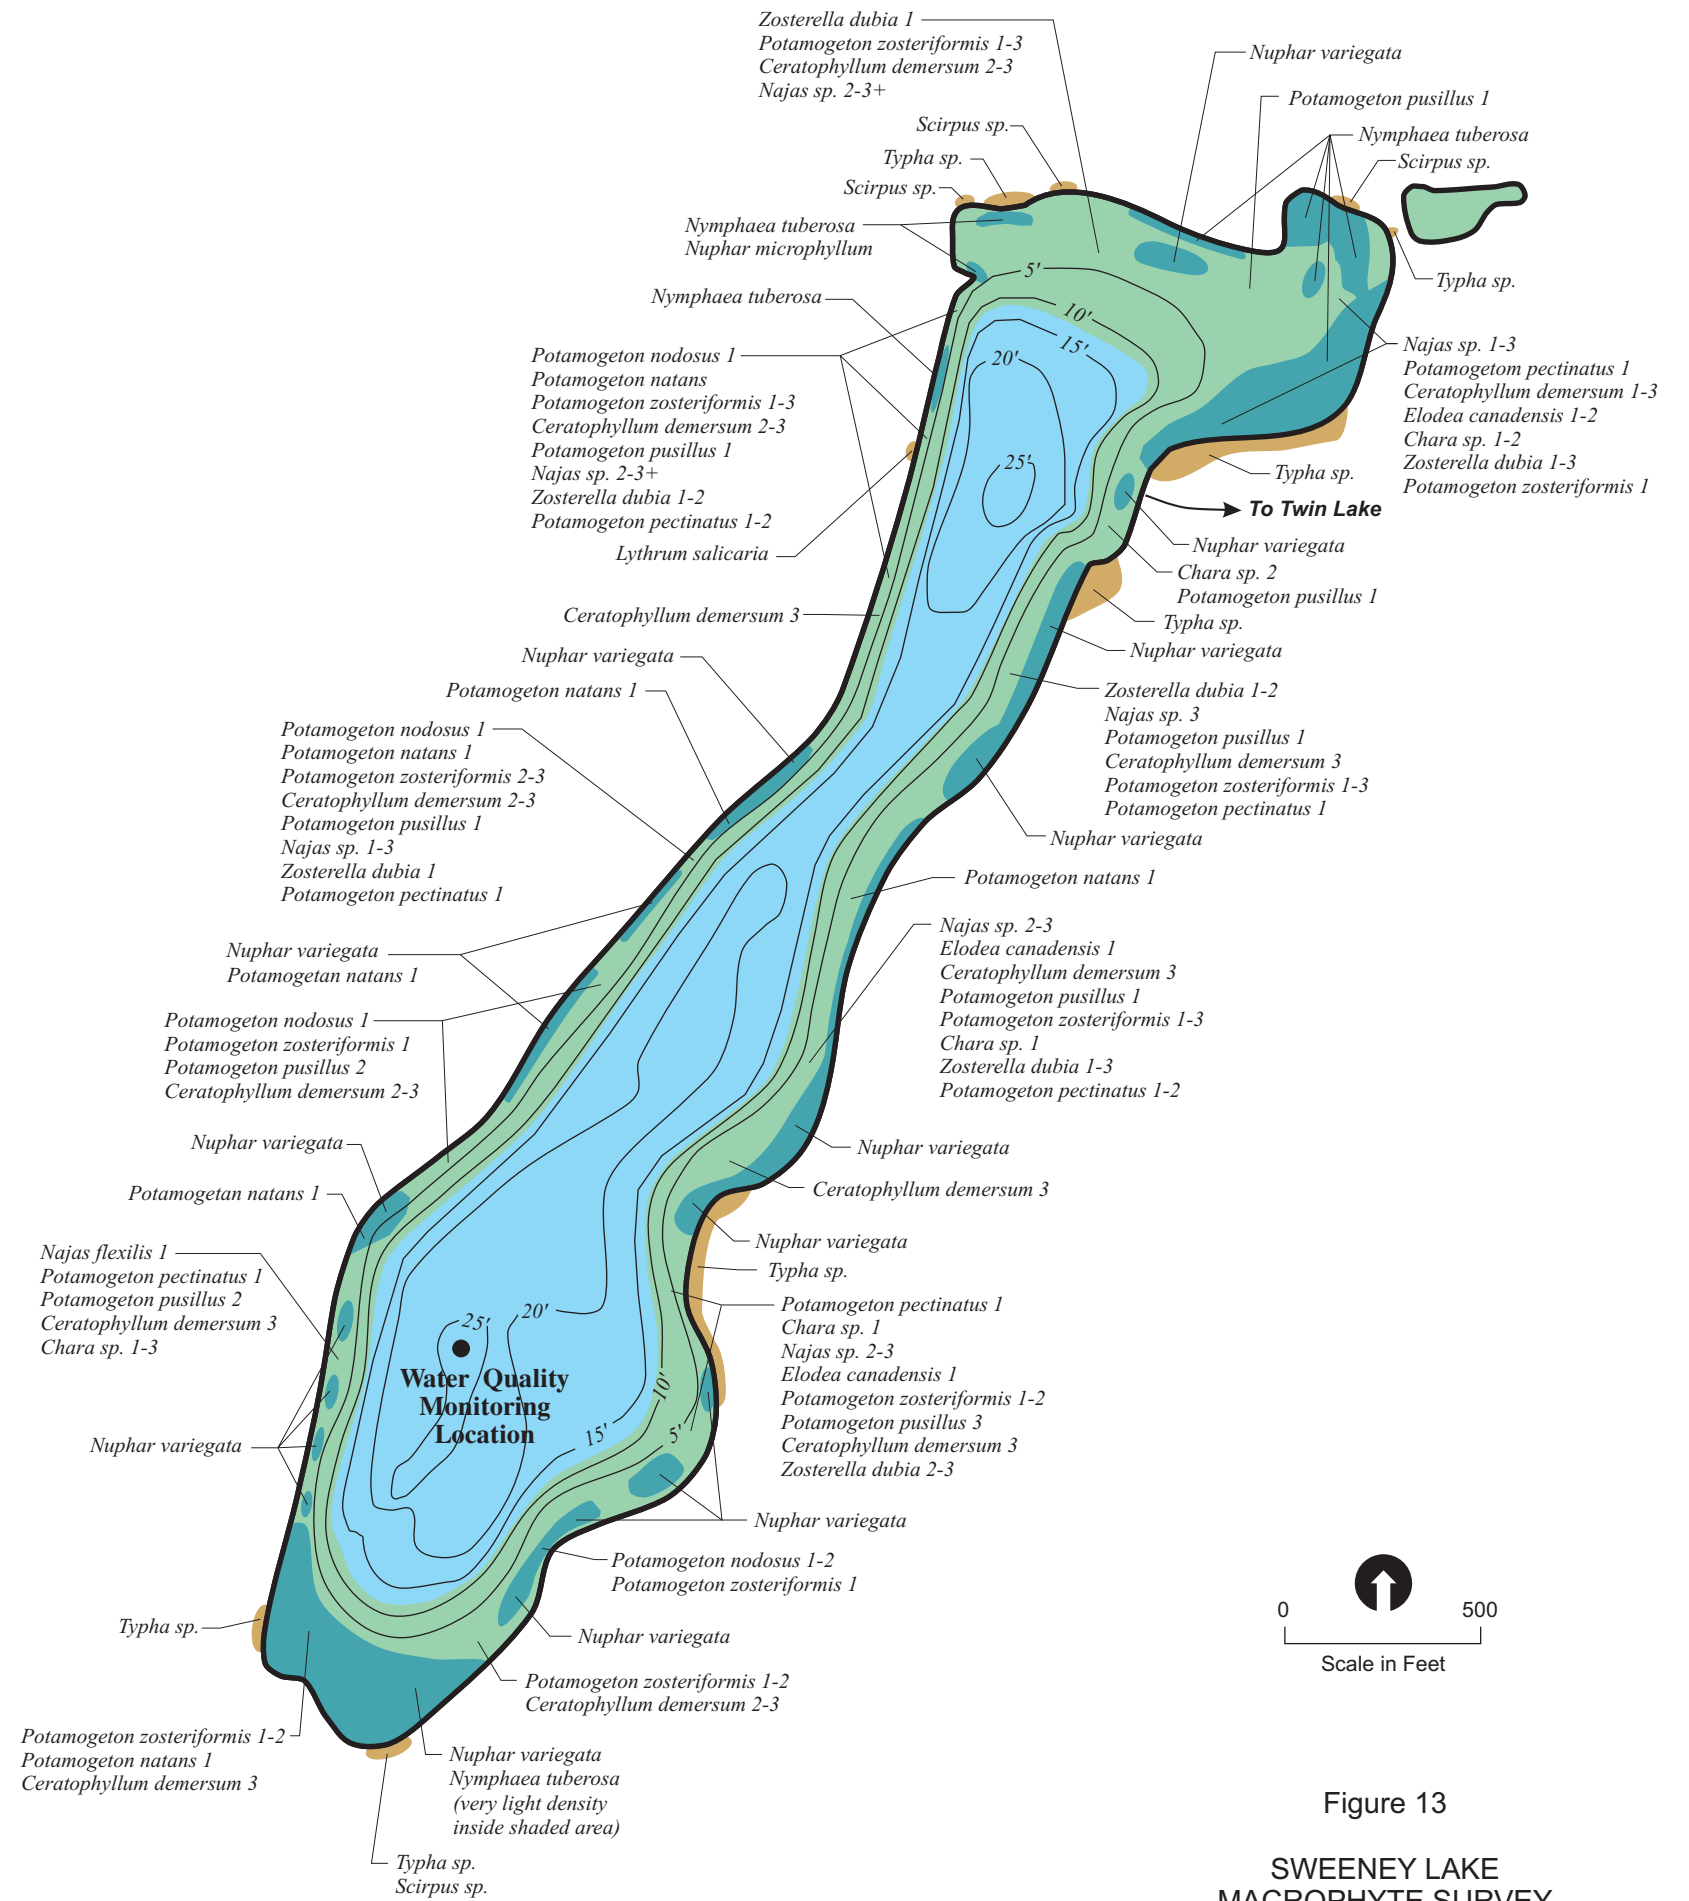 Zosterella dubia 1
Potamogeton zosteriformis 1-3
Ceratophyllum demersum 2-3
Najas sp. 2-3+
Nuphar variegata
Potamogeton pusillus 1
Scirpus sp.
Nymphaea tuberosa
Typha sp.
Scirpus sp.
Scirpus sp.
Nymphaea tuberosa
Nuphar microphyllum
5'
Typha sp.
Nymphaea tuberosa
10'
15'
20'
Potamogeton nodosus 1
Potamogeton natans
Potamogeton zosteriformis 1-3
Ceratophyllum demersum 2-3
Potamogeton pusillus 1
Najas sp. 2-3+
Zosterella dubia 1-2
Potamogeton pectinatus 1-2
Najas sp. 1-3
Potamogetom pectinatus 1
Ceratophyllum demersum 1-3
Elodea canadensis 1-2
Chara sp. 1-2
Zosterella dubia 1-3
Potamogeton zosteriformis 1
25'
Typha sp.
To Twin Lake
Lythrum salicaria
Nuphar variegata
Chara sp. 2
Potamogeton pusillus 1
Ceratophyllum demersum 3
Typha sp.
Nuphar variegata
Nuphar variegata
Potamogeton natans 1
Zosterella dubia 1-2
Najas sp. 3
Potamogeton pusillus 1
Ceratophyllum demersum 3
Potamogeton zosteriformis 1-3
Potamogeton pectinatus 1
Potamogeton nodosus 1
Potamogeton natans 1
Potamogeton zosteriformis 2-3
Ceratophyllum demersum 2-3
Potamogeton pusillus 1
Najas sp. 1-3
Zosterella dubia 1
Potamogeton pectinatus 1
Nuphar variegata
Potamogeton natans 1
Nuphar variegata
Potamogetan natans 1
Najas sp. 2-3
Elodea canadensis 1
Ceratophyllum demersum 3
Potamogeton pusillus 1
Potamogeton zosteriformis 1-3
Chara sp. 1
Zosterella dubia 1-3
Potamogeton pectinatus 1-2
Potamogeton nodosus 1
Potamogeton zosteriformis 1
Potamogeton pusillus 2
Ceratophyllum demersum 2-3
Nuphar variegata
Nuphar variegata
Potamogetan natans 1
Ceratophyllum demersum 3
Nuphar variegata
Typha sp.
Najas flexilis 1
Potamogeton pectinatus 1
Potamogeton pusillus 2
Ceratophyllum demersum 3
Chara sp. 1-3
25'
20'
Water Quality
Monitoring
Location
Potamogeton pectinatus 1
Chara sp. 1
Najas sp. 2-3
Elodea canadensis 1
Potamogeton zosteriformis 1-2
Potamogeton pusillus 3
Ceratophyllum demersum 3
Zosterella dubia 2-3
10'
15'
5'
Nuphar variegata
Nuphar variegata
Potamogeton nodosus 1-2
Potamogeton zosteriformis 1
Typha sp.
Nuphar variegata
Potamogeton zosteriformis 1-2
Ceratophyllum demersum 2-3
Potamogeton zosteriformis 1-2
Potamogeton natans 1
Ceratophyllum demersum 3
Nuphar variegata
Nymphaea tuberosa
(very light density
inside shaded area)
Typha sp.
Scirpus sp.
0 500
Scale in Feet
Figure 13
SWEENEY LAKE
MACROPHYTE SURVEY